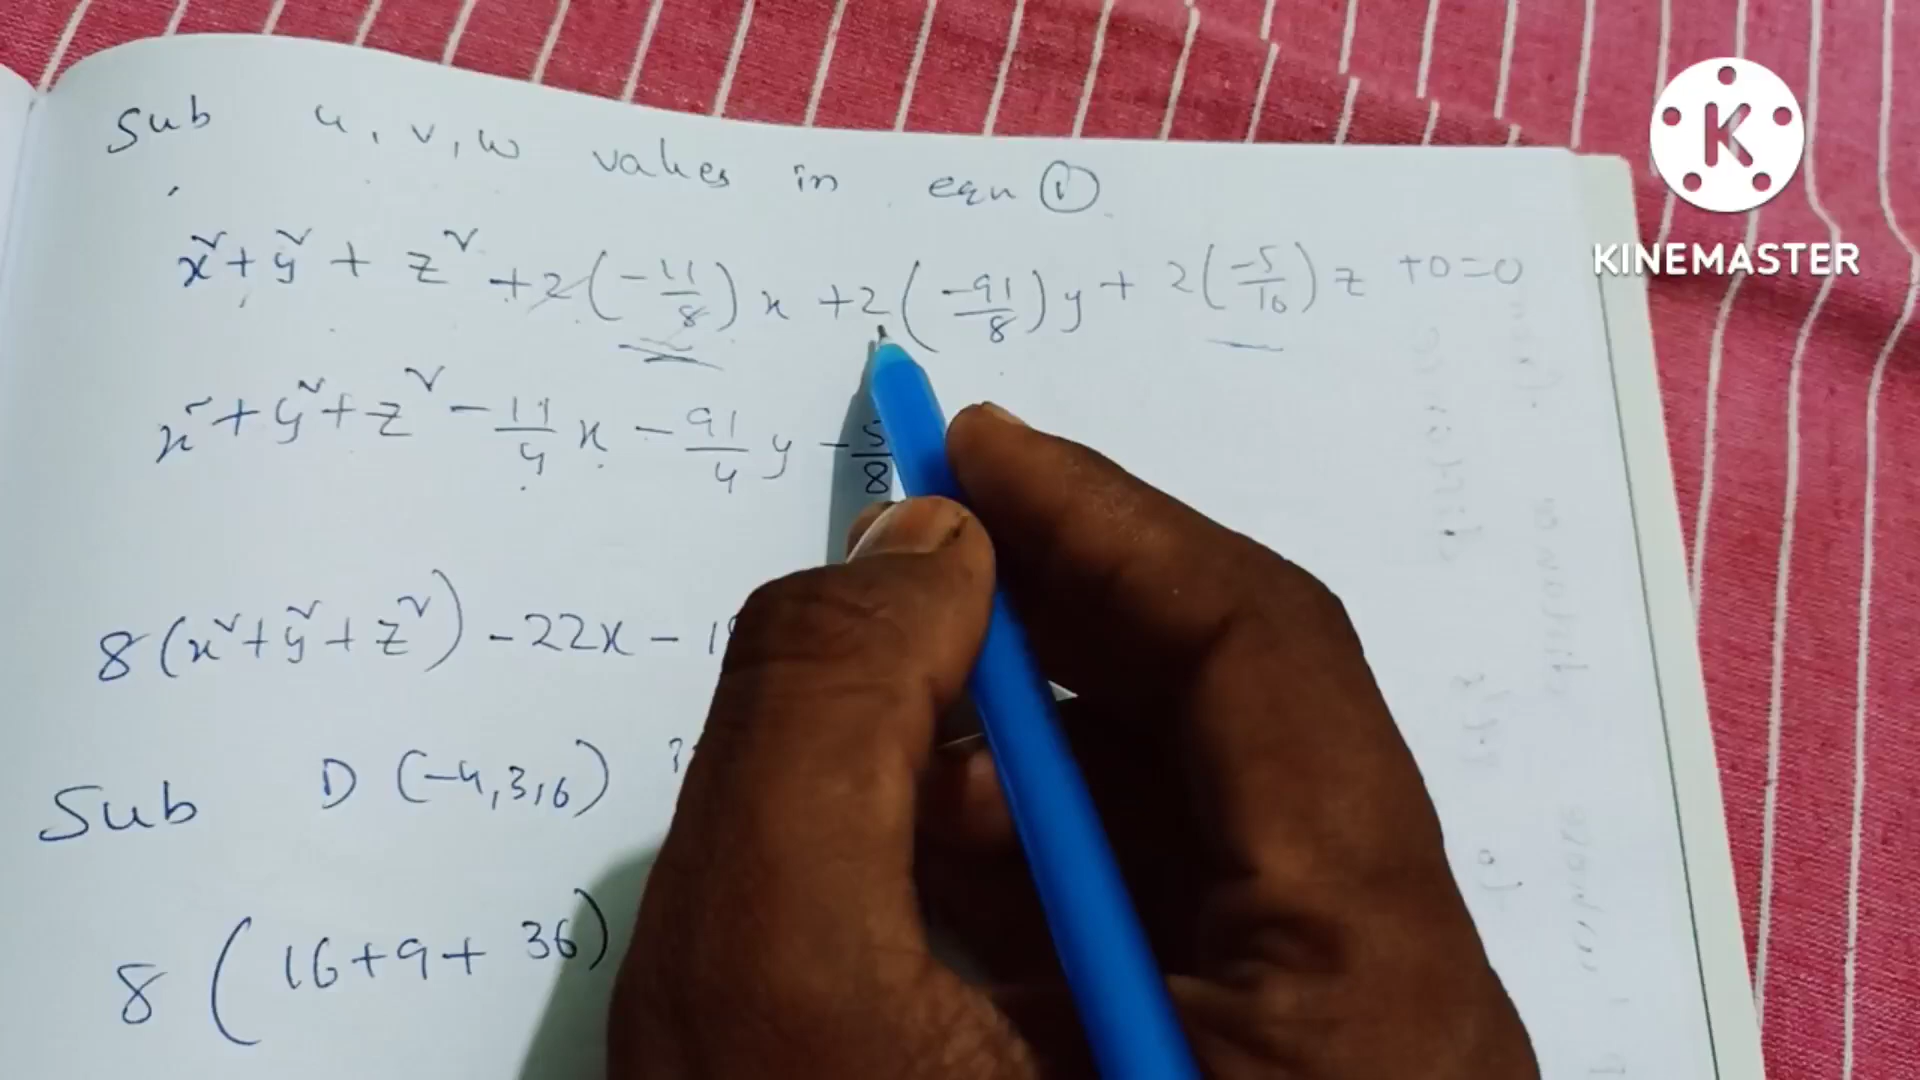 Sub u, v, w values in eqn ①.
x²+y²+z²+2(-11/8)x+2(-91/8)y+2(-5/16)z+0=0
x²+y²+z²-11/4x-91/4y-5/8
8(x²+y²+z²)-22x-1
Sub D(-4,3,6)
8(16+9+36)
KINEMASTER